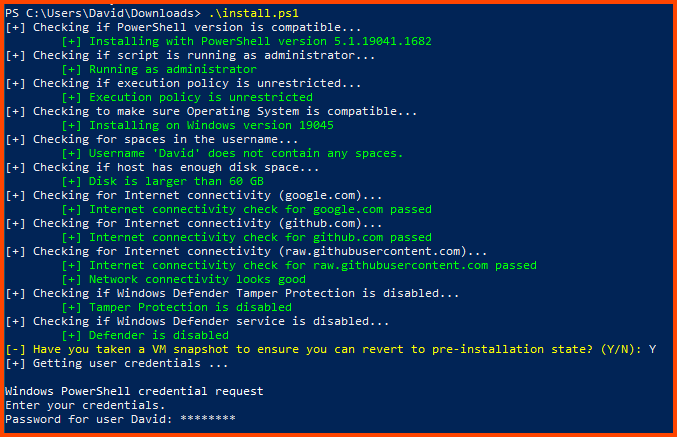 PS C:\Users\David\Downloads> .\install.ps1
[+] Checking if PowerShell version is compatible...
        [+] Installing with PowerShell version 5.1.19041.1682
[+] Checking if script is running as administrator...
        [+] Running as administrator
[+] Checking if execution policy is unrestricted...
        [+] Execution policy is unrestricted
[+] Checking to make sure Operating System is compatible...
        [+] Installing on Windows version 19045
[+] Checking for spaces in the username...
        [+] Username 'David' does not contain any spaces.
[+] Checking if host has enough disk space...
        [+] Disk is larger than 60 GB
[+] Checking for Internet connectivity (google.com)...
        [+] Internet connectivity check for google.com passed
[+] Checking for Internet connectivity (github.com)...
        [+] Internet connectivity check for github.com passed
[+] Checking for Internet connectivity (raw.githubusercontent.com)...
        [+] Internet connectivity check for raw.githubusercontent.com passed
        [+] Network connectivity looks good
[+] Checking if Windows Defender Tamper Protection is disabled...
        [+] Tamper Protection is disabled
[+] Checking if Windows Defender service is disabled...
        [+] Defender is disabled
[-] Have you taken a VM snapshot to ensure you can revert to pre-installation state? (Y/N): Y
[+] Getting user credentials ...

Windows PowerShell credential request
Enter your credentials.
Password for user David: ********